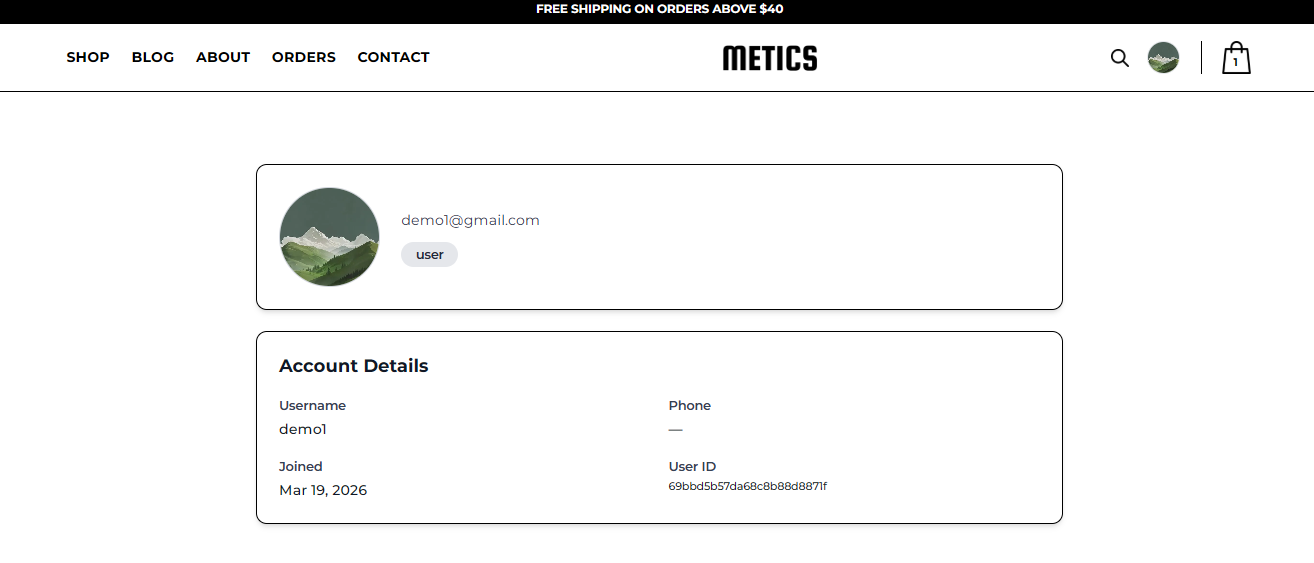 FREE SHIPPING ON ORDERS ABOVE $40
SHOP BLOG ABOUT ORDERS CONTACT METICS 1
demo1@gmail.com
user
Account Details
Username Phone
demo1 —
Joined User ID
Mar 19, 2026 69bbd5b57da68c8b88d8871f